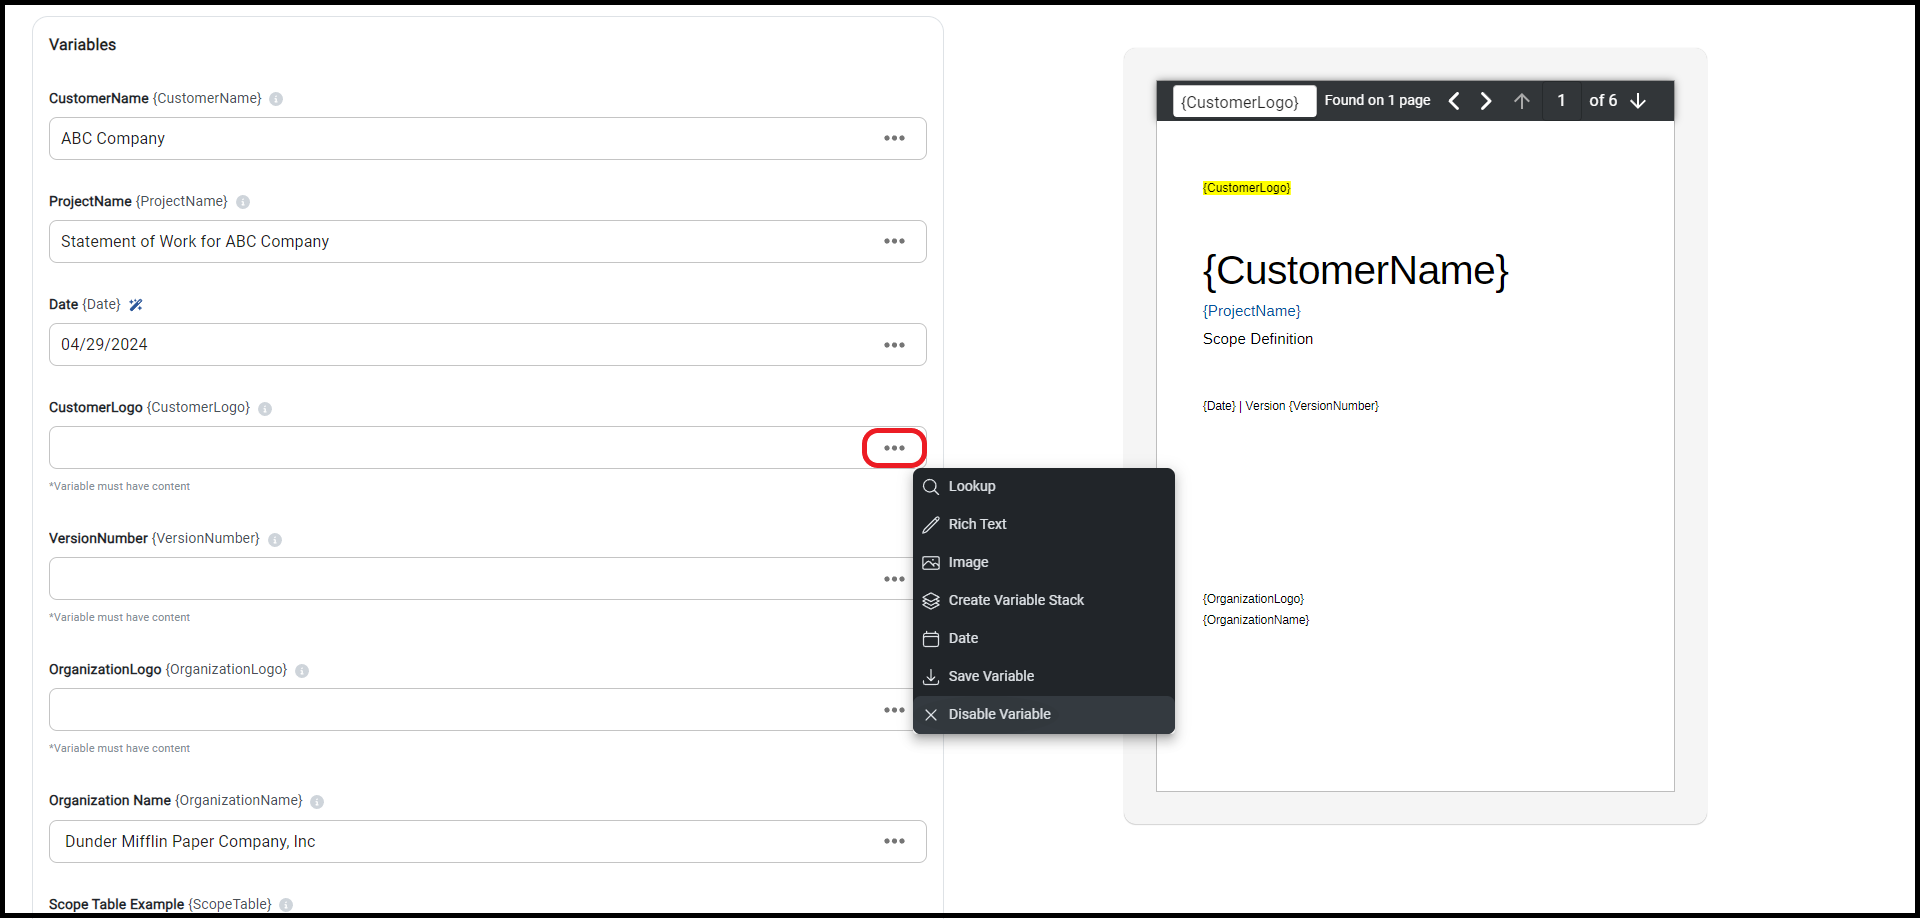 Variables
CustomerName {CustomerName}
ABC Company
ProjectName {ProjectName}
Statement of Work for ABC Company
Date {Date}
04/29/2024
CustomerLogo {CustomerLogo}
*Variable must have content
VersionNumber {VersionNumber}
*Variable must have content
OrganizationLogo {OrganizationLogo}
*Variable must have content
Organization Name {OrganizationName}
Dunder Mifflin Paper Company, Inc
Scope Table Example {ScopeTable}
Lookup
Rich Text
Image
Create Variable Stack
Date
Save Variable
Disable Variable
{CustomerLogo} Found on 1 page 1 of 6
{CustomerLogo}
{CustomerName}
{ProjectName}
Scope Definition
{Date} | Version {VersionNumber}
{OrganizationLogo}
{OrganizationName}